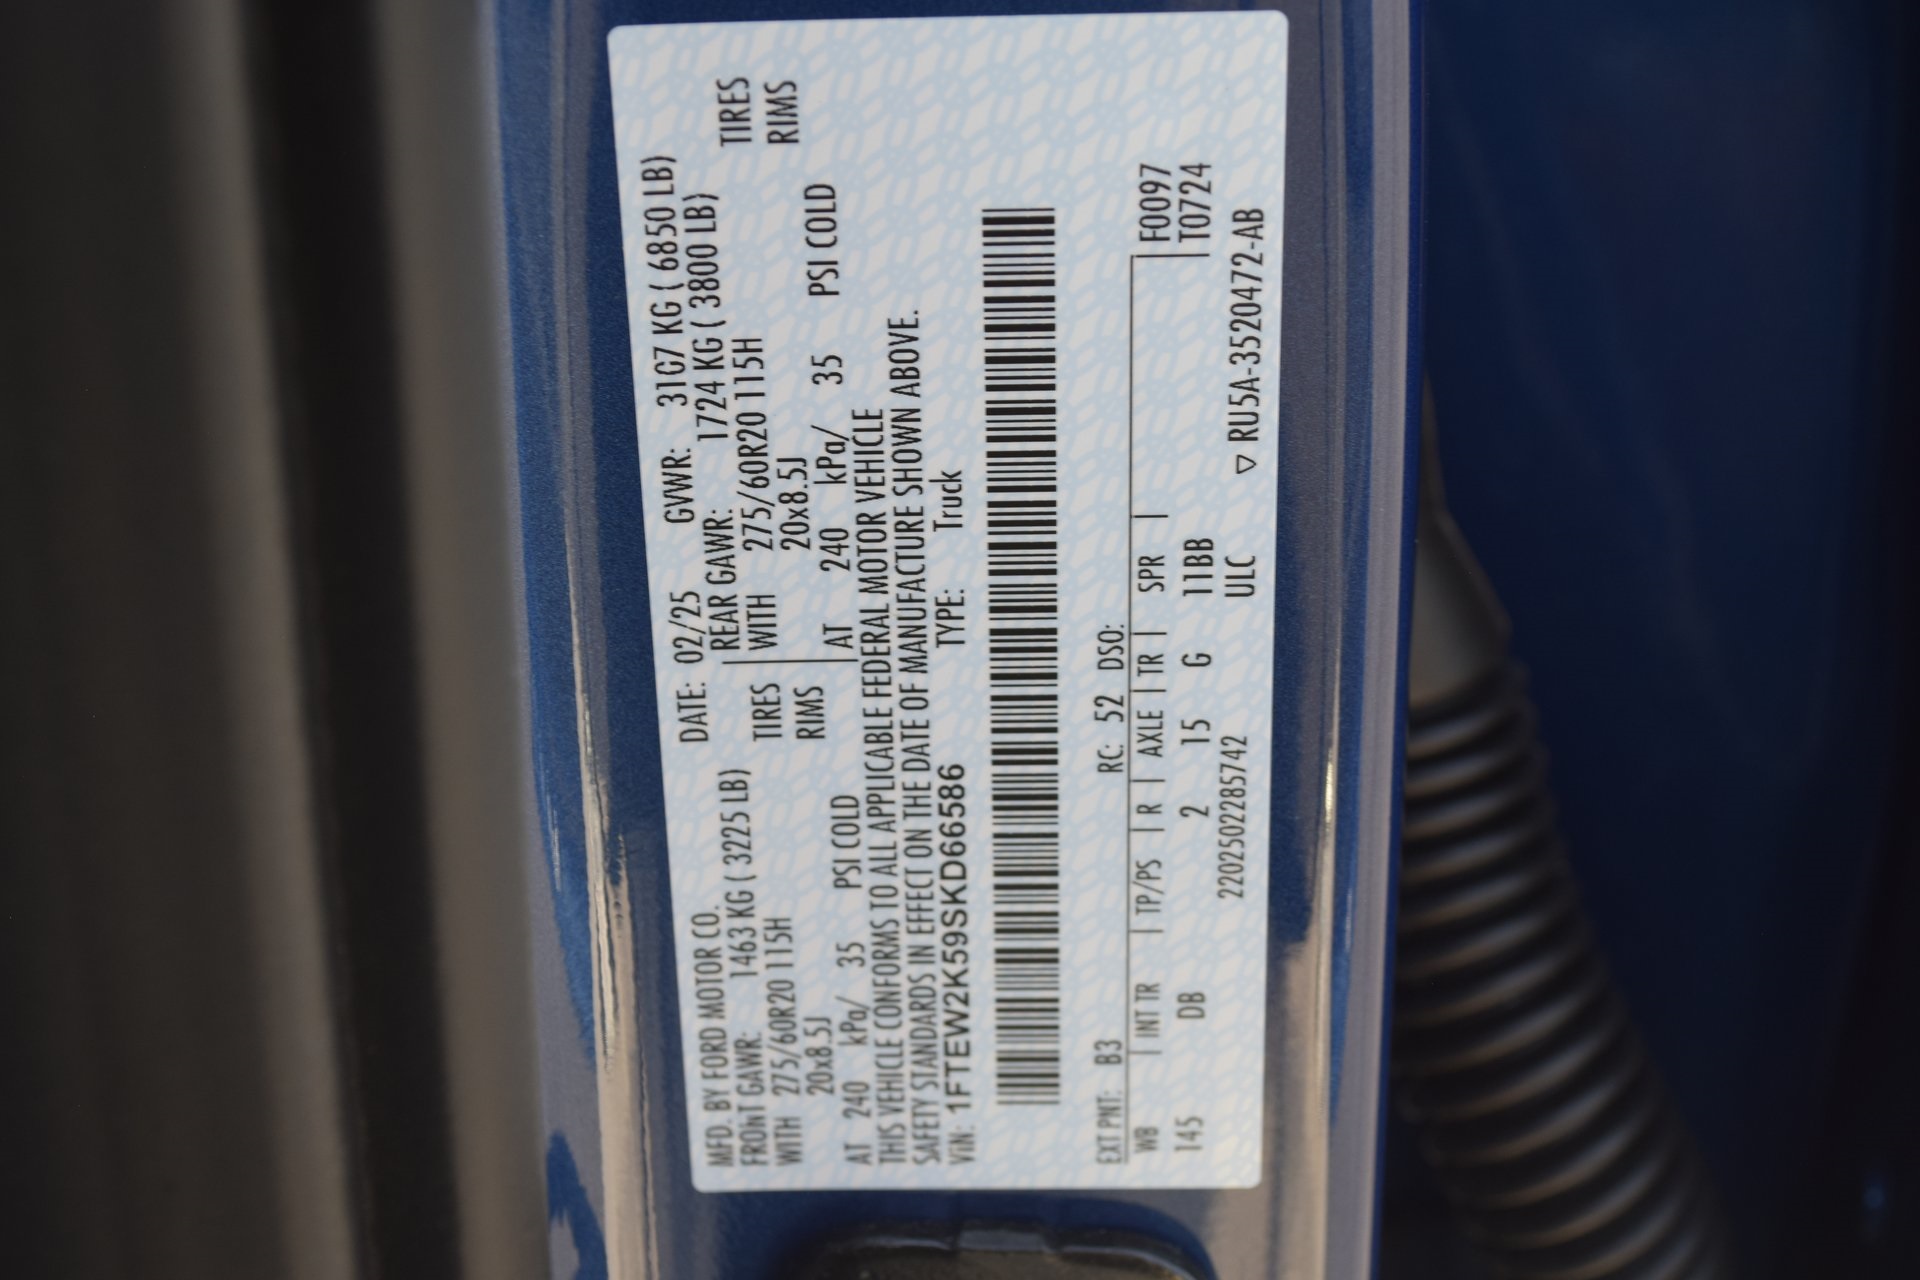 MFD. BY FORD MOTOR CO. DATE: 02/25 GVWR: 3107 KG ( 6850 LB)
FRONT GAWR: 1463 KG ( 3225 LB) REAR GAWR: 1724 KG ( 3800 LB)
WITH 275/60R20 115H TIRES WITH 275/60R20 115H TIRES
20x8.5J RIMS 20x8.5J RIMS
AT 240 kPa/ 35 PSI COLD AT 240 kPa/ 35 PSI COLD
THIS VEHICLE CONFORMS TO ALL APPLICABLE FEDERAL MOTOR VEHICLE
SAFETY STANDARDS IN EFFECT ON THE DATE OF MANUFACTURE SHOWN ABOVE.
VIN: 1FTEW2K59SKD66586 TYPE: Truck
EXT PNT: B3 RC: 52 DSO:
WB | INT TR | TP/PS | R | AXLE | TR | SPR | F0097
145 DB 2 15 G 11BB T0724
2202502285742 ULC ▽ RU5A-3520472-AB